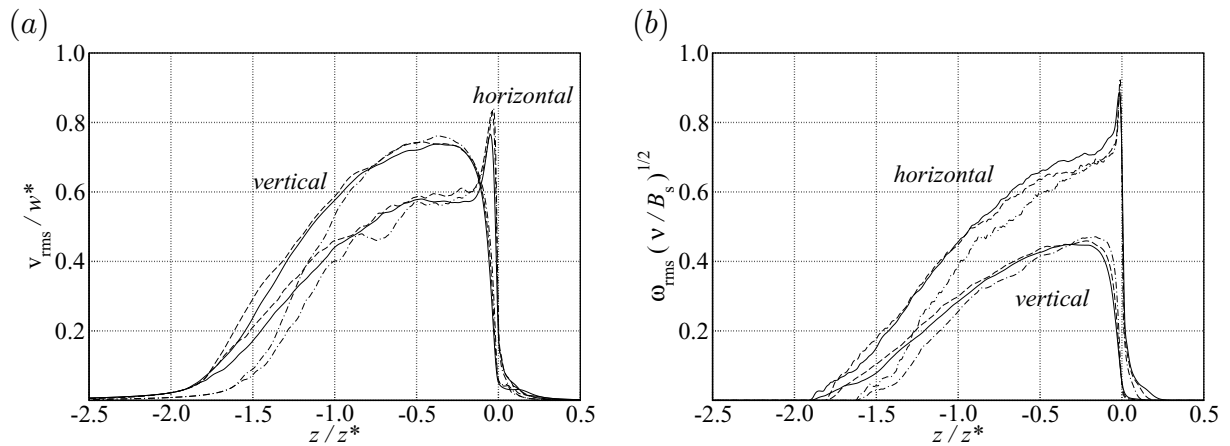 (a)
1.0
0.8
0.6
0.4
0.2
-2.5 -2.0 -1.5 -1.0 -0.5 0.0 0.5
v_rms / w*
z / z*
horizontal
vertical
(b)
1.0
0.8
0.6
0.4
0.2
-2.5 -2.0 -1.5 -1.0 -0.5 0.0 0.5
ω_rms ( ν / B_s )^1/2
z / z*
horizontal
vertical